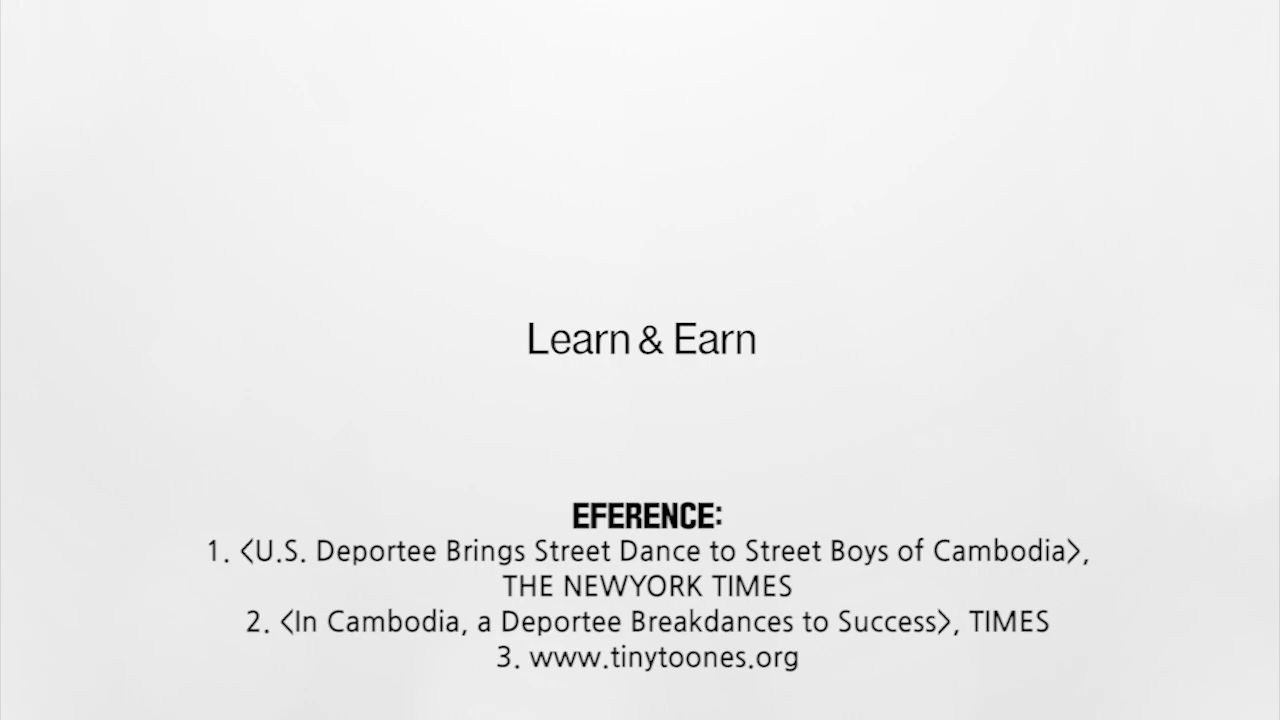 Learn & Earn
EFERENCE:
1. <U.S. Deportee Brings Street Dance to Street Boys of Cambodia>,
THE NEWYORK TIMES
2. <In Cambodia, a Deportee Breakdances to Success>, TIMES
3. www.tinytoones.org